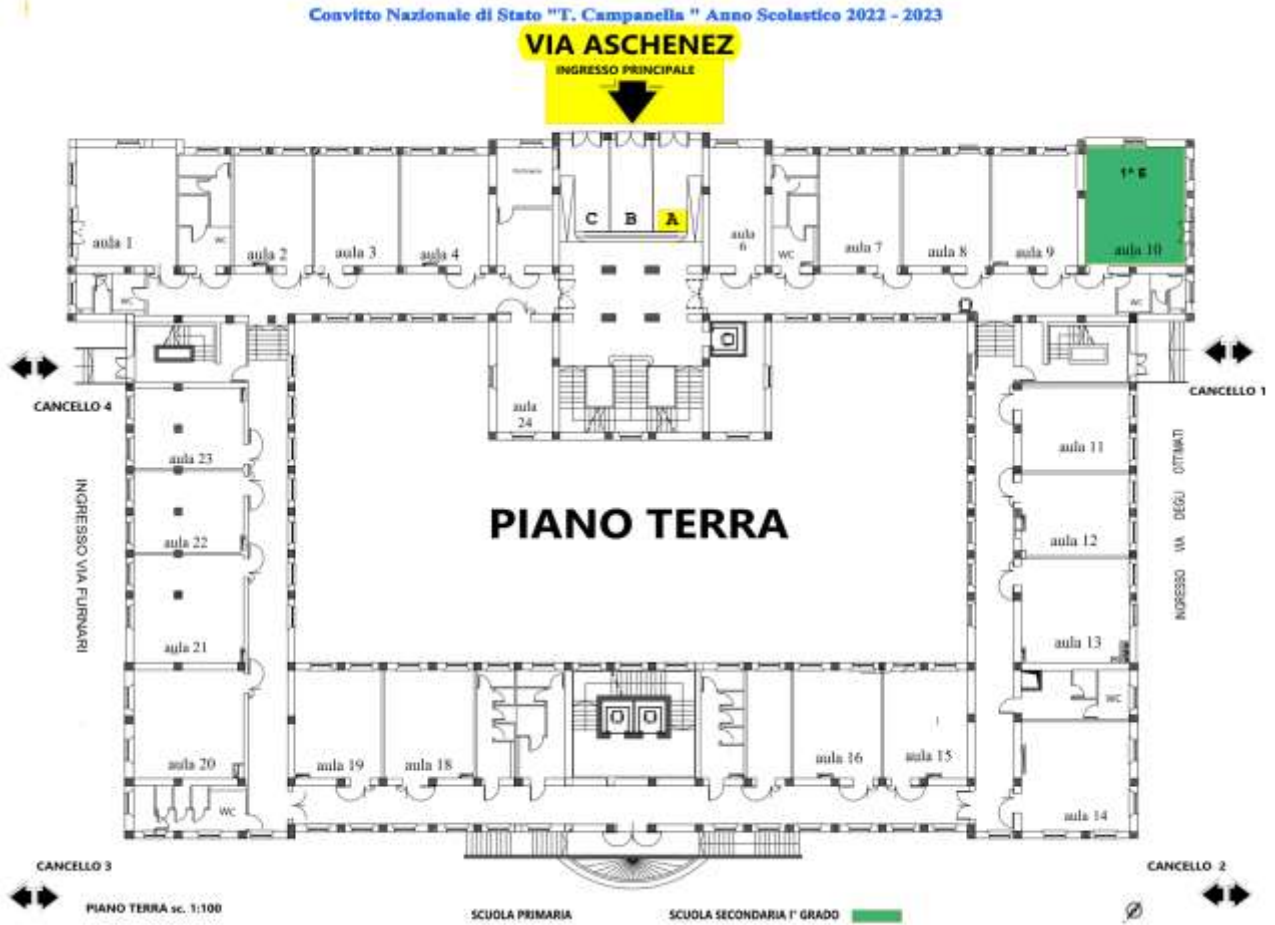 Convitto Nazionale di Stato "T. Campanella " Anno Scolastico 2022 - 2023
VIA ASCHENEZ
INGRESSO PRINCIPALE
1^ E
C B A
aula 1
WC
aula 2
aula 3
aula 4
aula
6
WC
aula 7
aula 8
aula 9
aula 10
WC
WC
CANCELLO 4
CANCELLO 1
aula
24
aula 23
aula 11
INGRESSO VIA FURNARI
INGRESSO VIA DEGLI OTTIMATI
PIANO TERRA
aula 22
aula 12
aula 21
aula 13
WC
aula 20
aula 19
aula 18
aula 16
aula 15
WC
aula 14
CANCELLO 3
CANCELLO 2
PIANO TERRA sc. 1:100
SCUOLA PRIMARIA
SCUOLA SECONDARIA I° GRADO